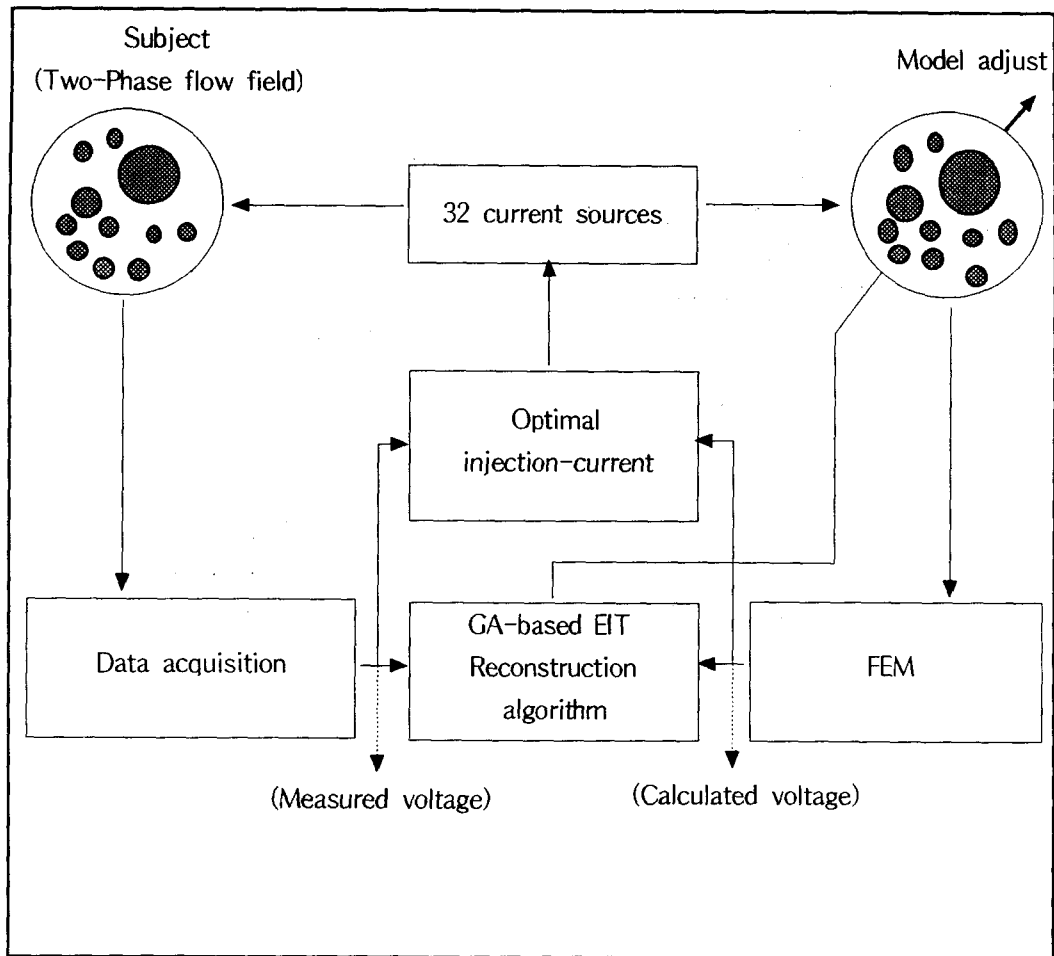 Subject
(Two-Phase flow field)
Model adjust
32 current sources
Optimal
injection-current
Data acquisition
GA-based EIT
Reconstruction
algorithm
FEM
(Measured voltage)
(Calculated voltage)